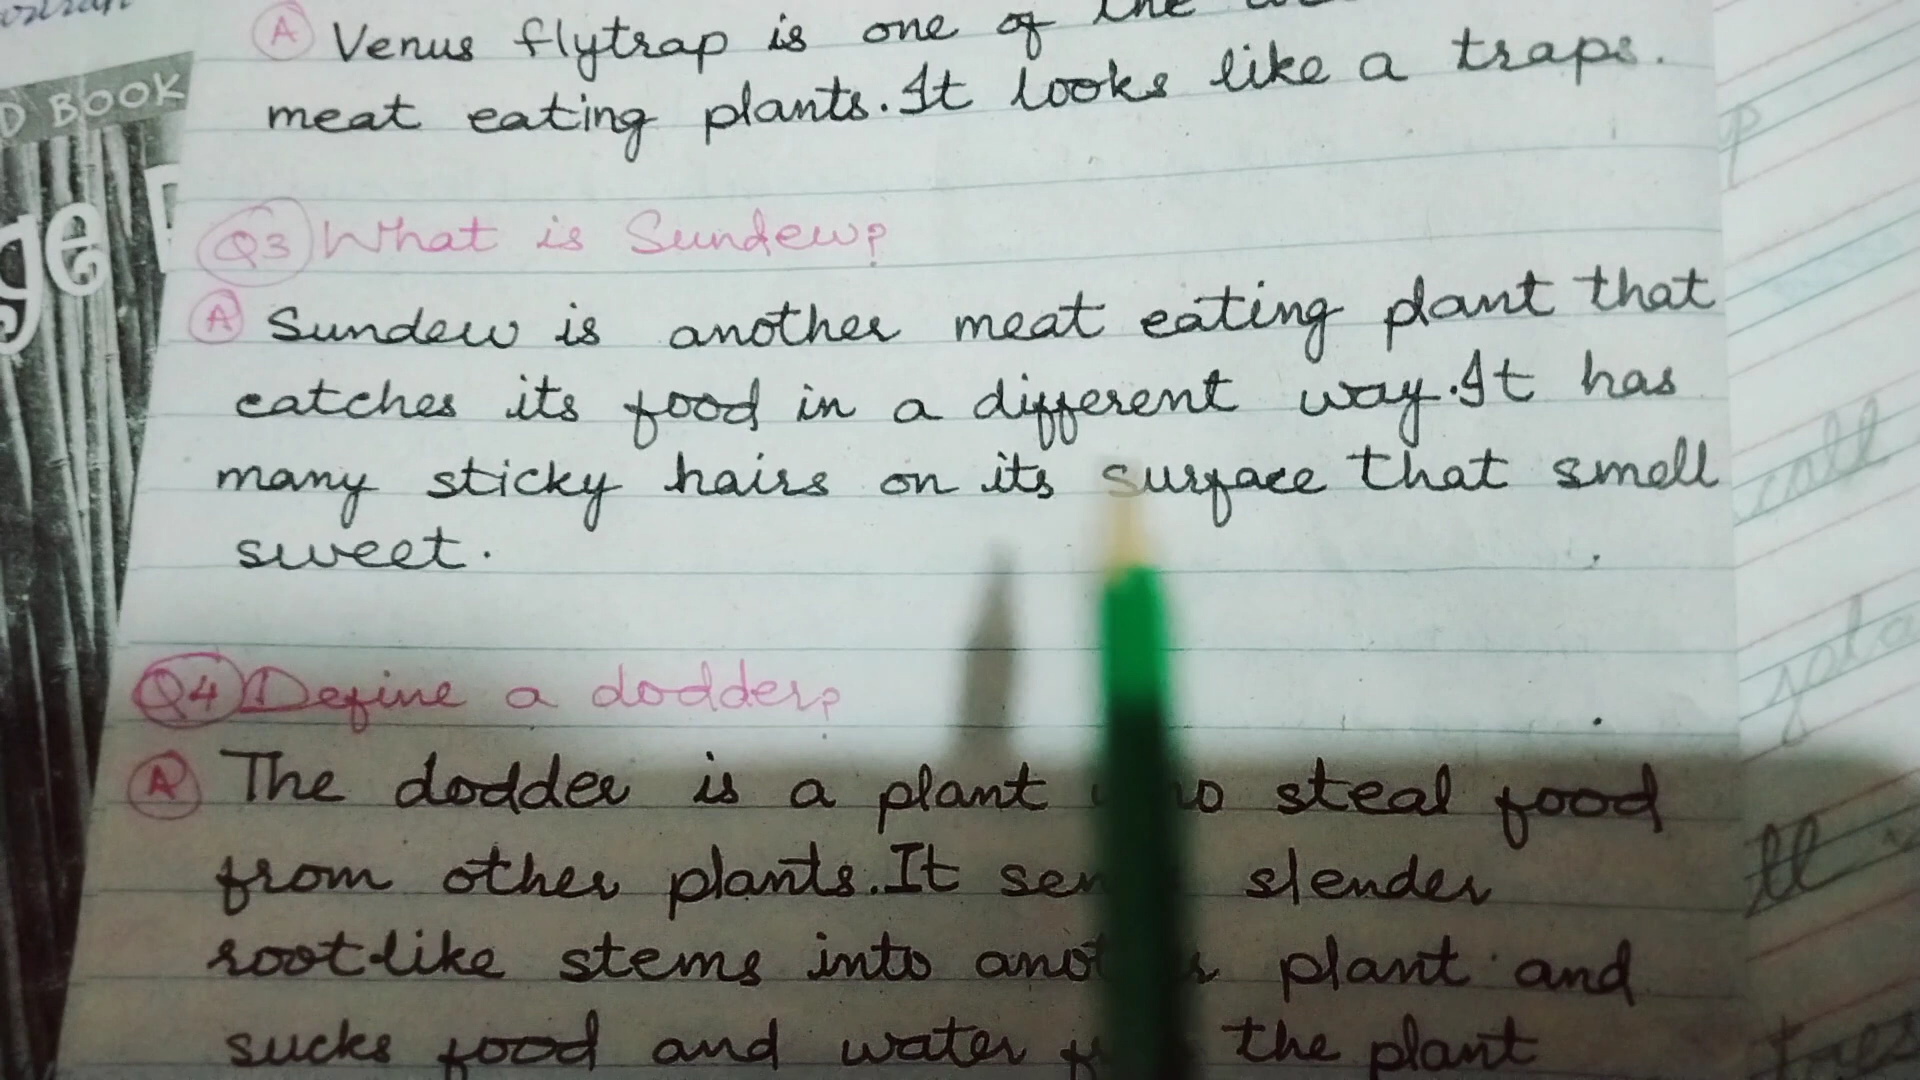 D BOOK
ge
A Venus flytrap is one of the
meat eating plants. It looks like a traps.
Q3 What is Sundew?
A Sundew is another meat eating plant that
catches its food in a different way. It has
many sticky hairs on its surface that smell
sweet.
Q4 Define a dodder?
A The dodder is a plant steal food
from other plants. It slender
root-like stems into plant and
sucks food and water the plant